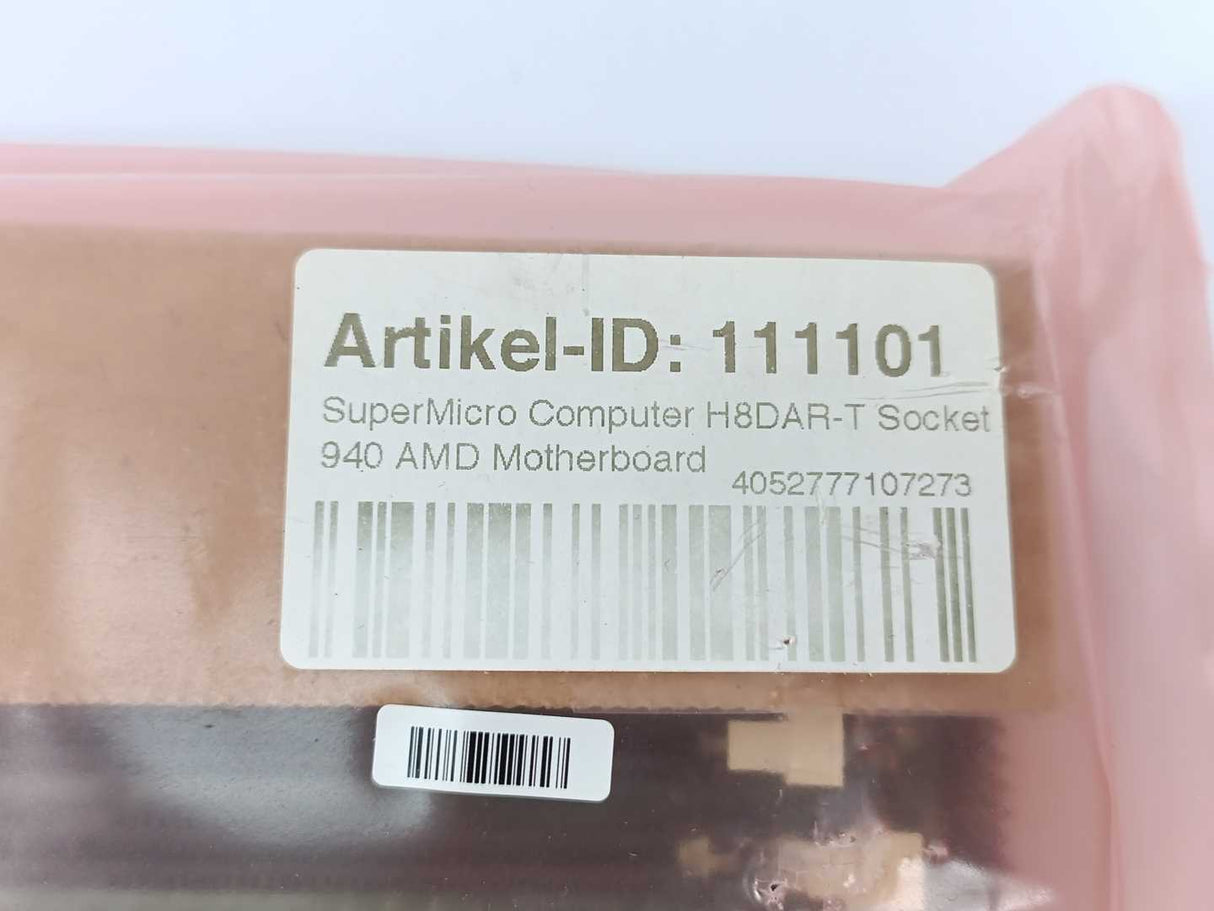 Artikel-ID: 111101
SuperMicro Computer H8DAR-T Socket
940 AMD Motherboard
4052777107273